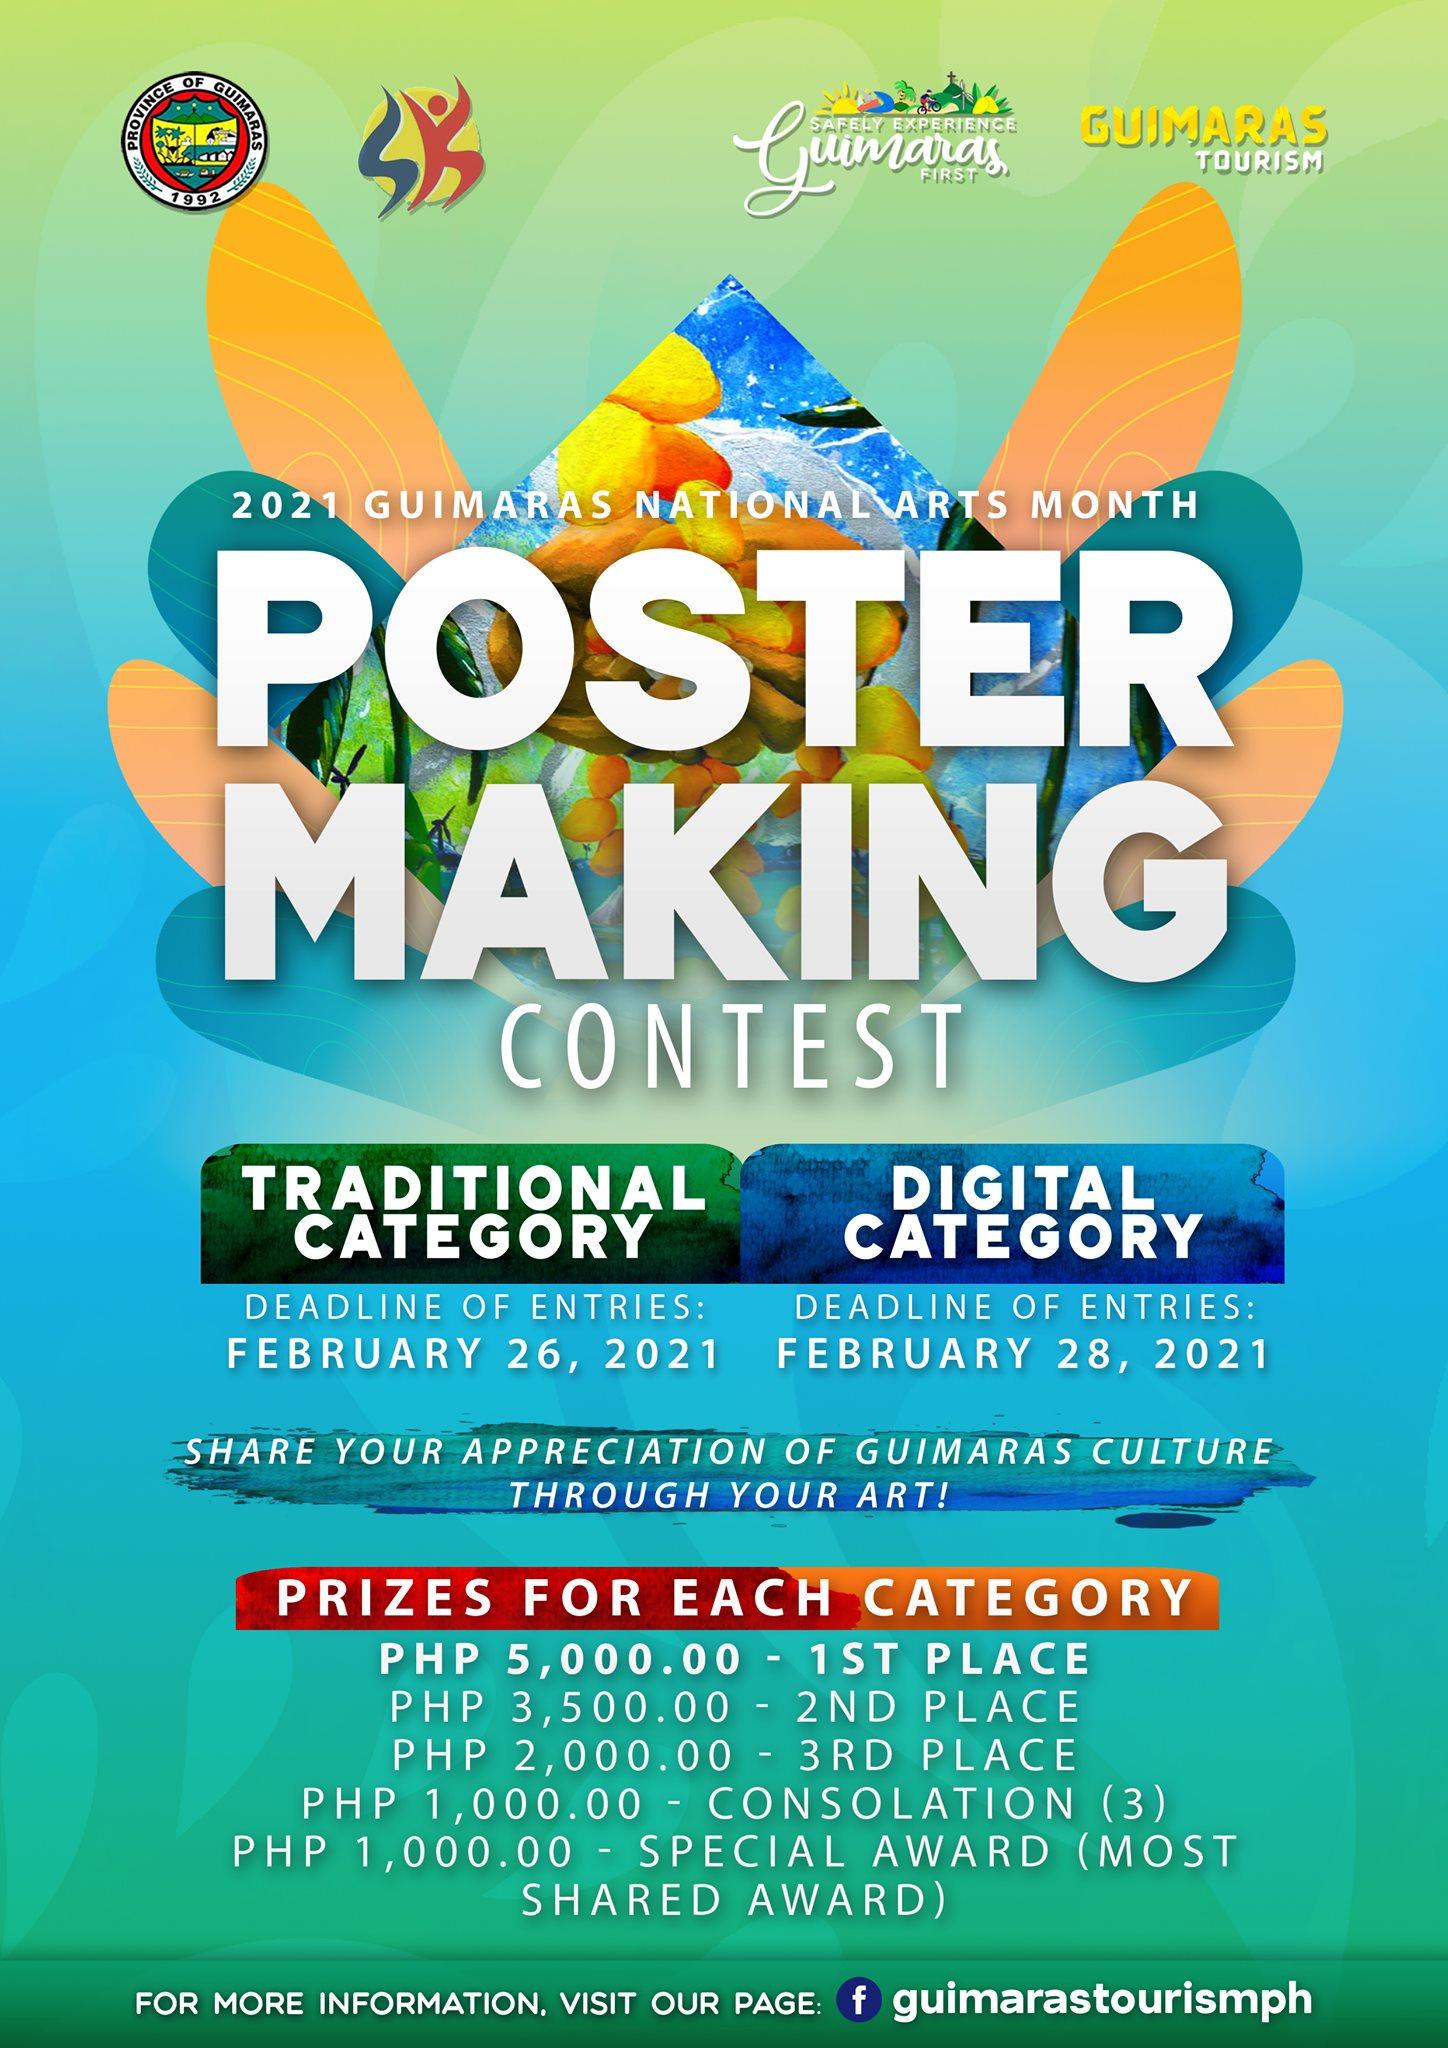 PROVINCE OF GUIMARAS
1992
SK
SAFELY EXPERIENCE
Guimaras
FIRST
GUIMARAS
TOURISM
2021 GUIMARAS NATIONAL ARTS MONTH
POSTER
MAKING
CONTEST
TRADITIONAL
CATEGORY
DEADLINE OF ENTRIES:
FEBRUARY 26, 2021
DIGITAL
CATEGORY
DEADLINE OF ENTRIES:
FEBRUARY 28, 2021
SHARE YOUR APPRECIATION OF GUIMARAS CULTURE
THROUGH YOUR ART!
PRIZES FOR EACH CATEGORY
PHP 5,000.00 - 1ST PLACE
PHP 3,500.00 - 2ND PLACE
PHP 2,000.00 - 3RD PLACE
PHP 1,000.00 - CONSOLATION (3)
PHP 1,000.00 - SPECIAL AWARD (MOST
SHARED AWARD)
FOR MORE INFORMATION, VISIT OUR PAGE: f guimarastourismph